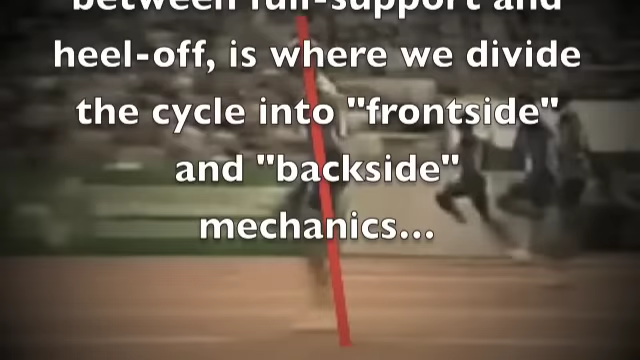 between full-support and
heel-off, is where we divide
the cycle into "frontside"
and "backside"
mechanics...